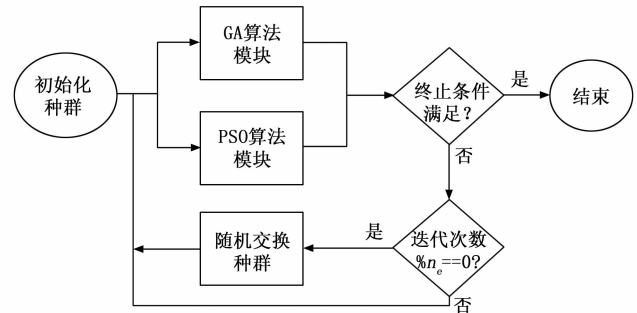 初始化
种群
GA算法
模块
PSO算法
模块
终止条件
满足?
是
结束
否
迭代次数
%nₑ==0?
是
随机交换
种群
否